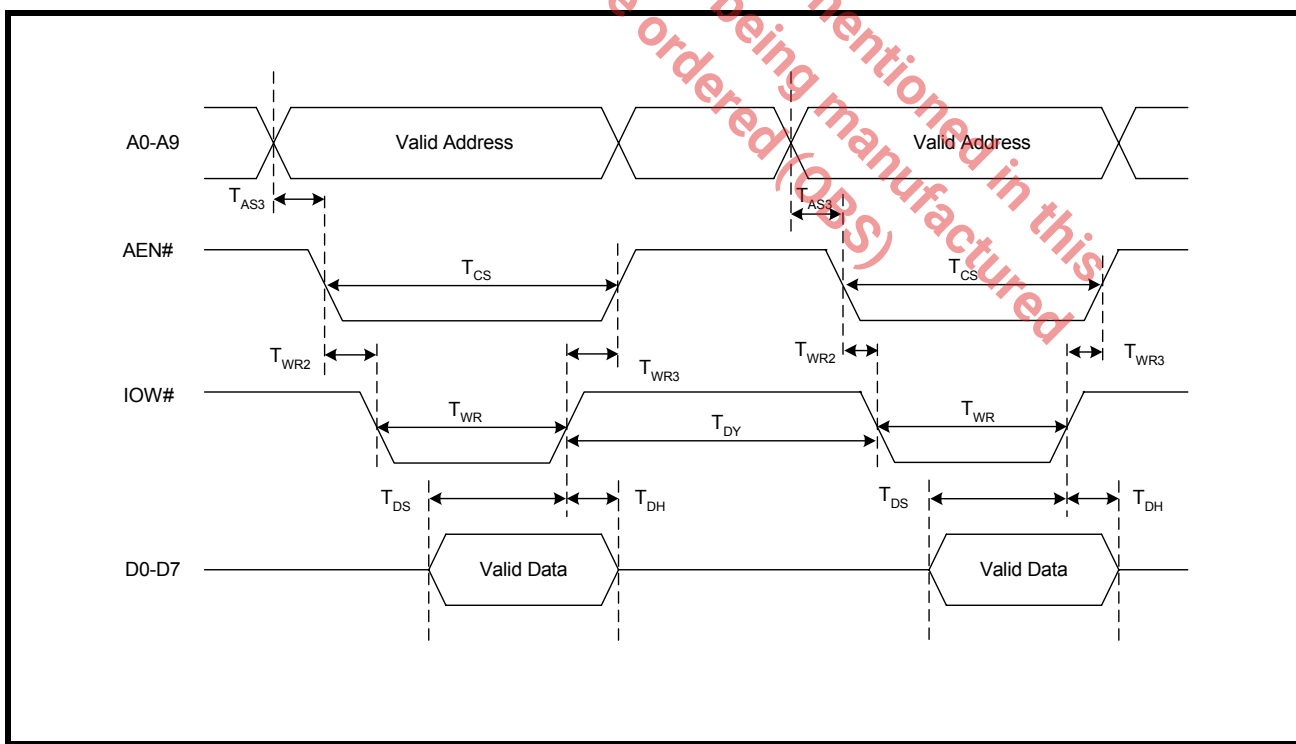 mentioned in this
being manufactured
e ordered (OBS)
A0-A9
Valid Address
Valid Address
TAS3
TAS3
AEN#
TCS
TCS
TWR2
TWR3
TWR2
TWR3
IOW#
TWR
TDY
TWR
TDS
TDH
TDS
TDH
D0-D7
Valid Data
Valid Data